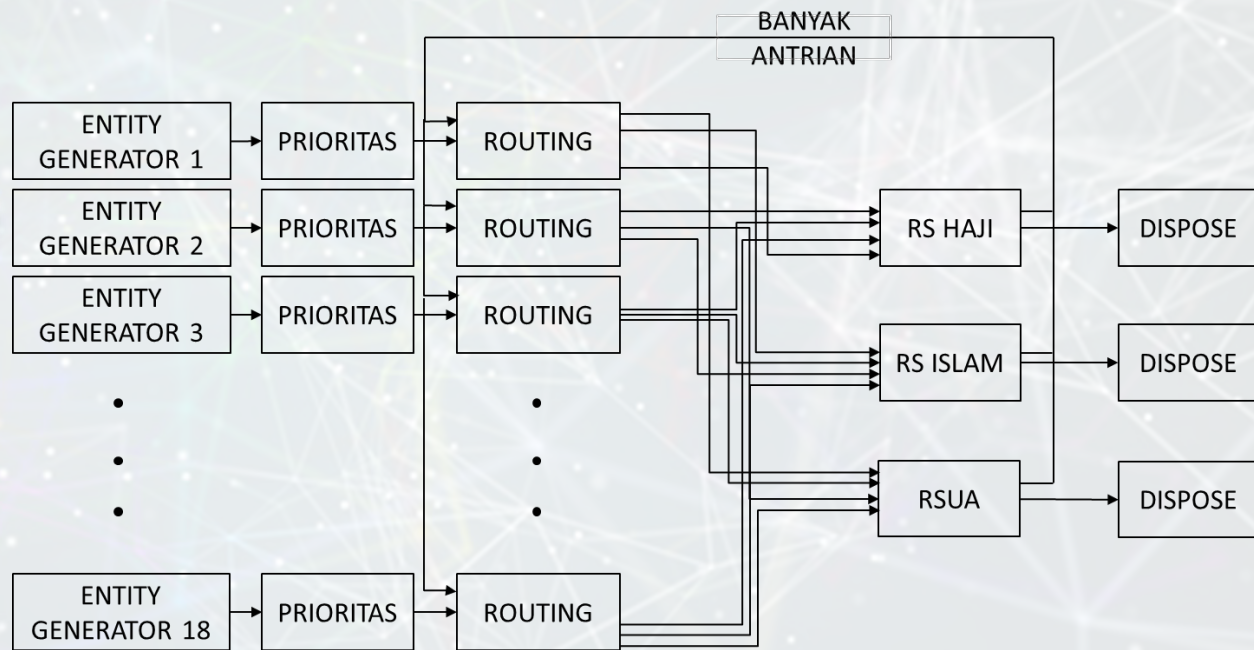 BANYAK
ANTRIAN
ENTITY
GENERATOR 1
PRIORITAS
ROUTING
ENTITY
GENERATOR 2
PRIORITAS
ROUTING
RS HAJI
DISPOSE
ENTITY
GENERATOR 3
PRIORITAS
ROUTING
RS ISLAM
DISPOSE
RSUA
DISPOSE
ENTITY
GENERATOR 18
PRIORITAS
ROUTING